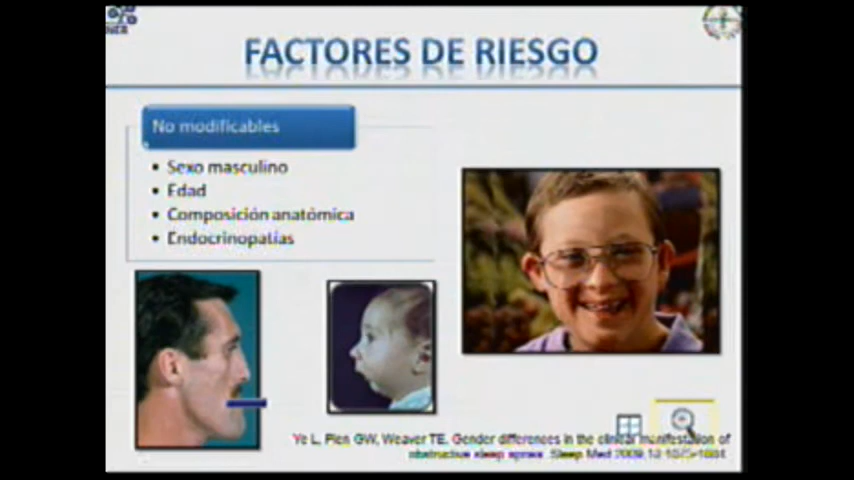 FACTORES DE RIESGO
No modificables
• Sexo masculino
• Edad
• Composición anatómica
• Endocrinopatías
Ye L, Pien GW, Weaver TE. Gender differences in the clinical manifestation of
obstructive sleep apnea. Sleep Med 2009;